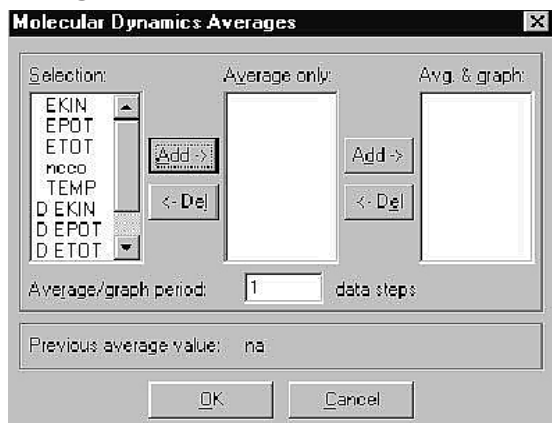 Molecular Dynamics Averages
Selection: Average only: Avg. & graph:
EKIN
EPOT
ETOT
ncco
TEMP
D EKIN
D EPOT
D ETOT
Add ->
<- Del
Add ->
<- Del
Average/graph period: 1 data steps
Previous average value: na
OK Cancel